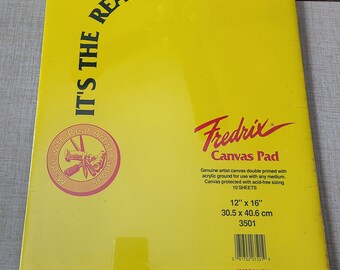 IT'S THE REA
Fredrix
Canvas Pad
Genuine artist canvas double primed with
acrylic ground for use with any medium.
Canvas protected with acid-free sizing
10 SHEETS
12" x 16"
30.5 x 40.6 cm
3501